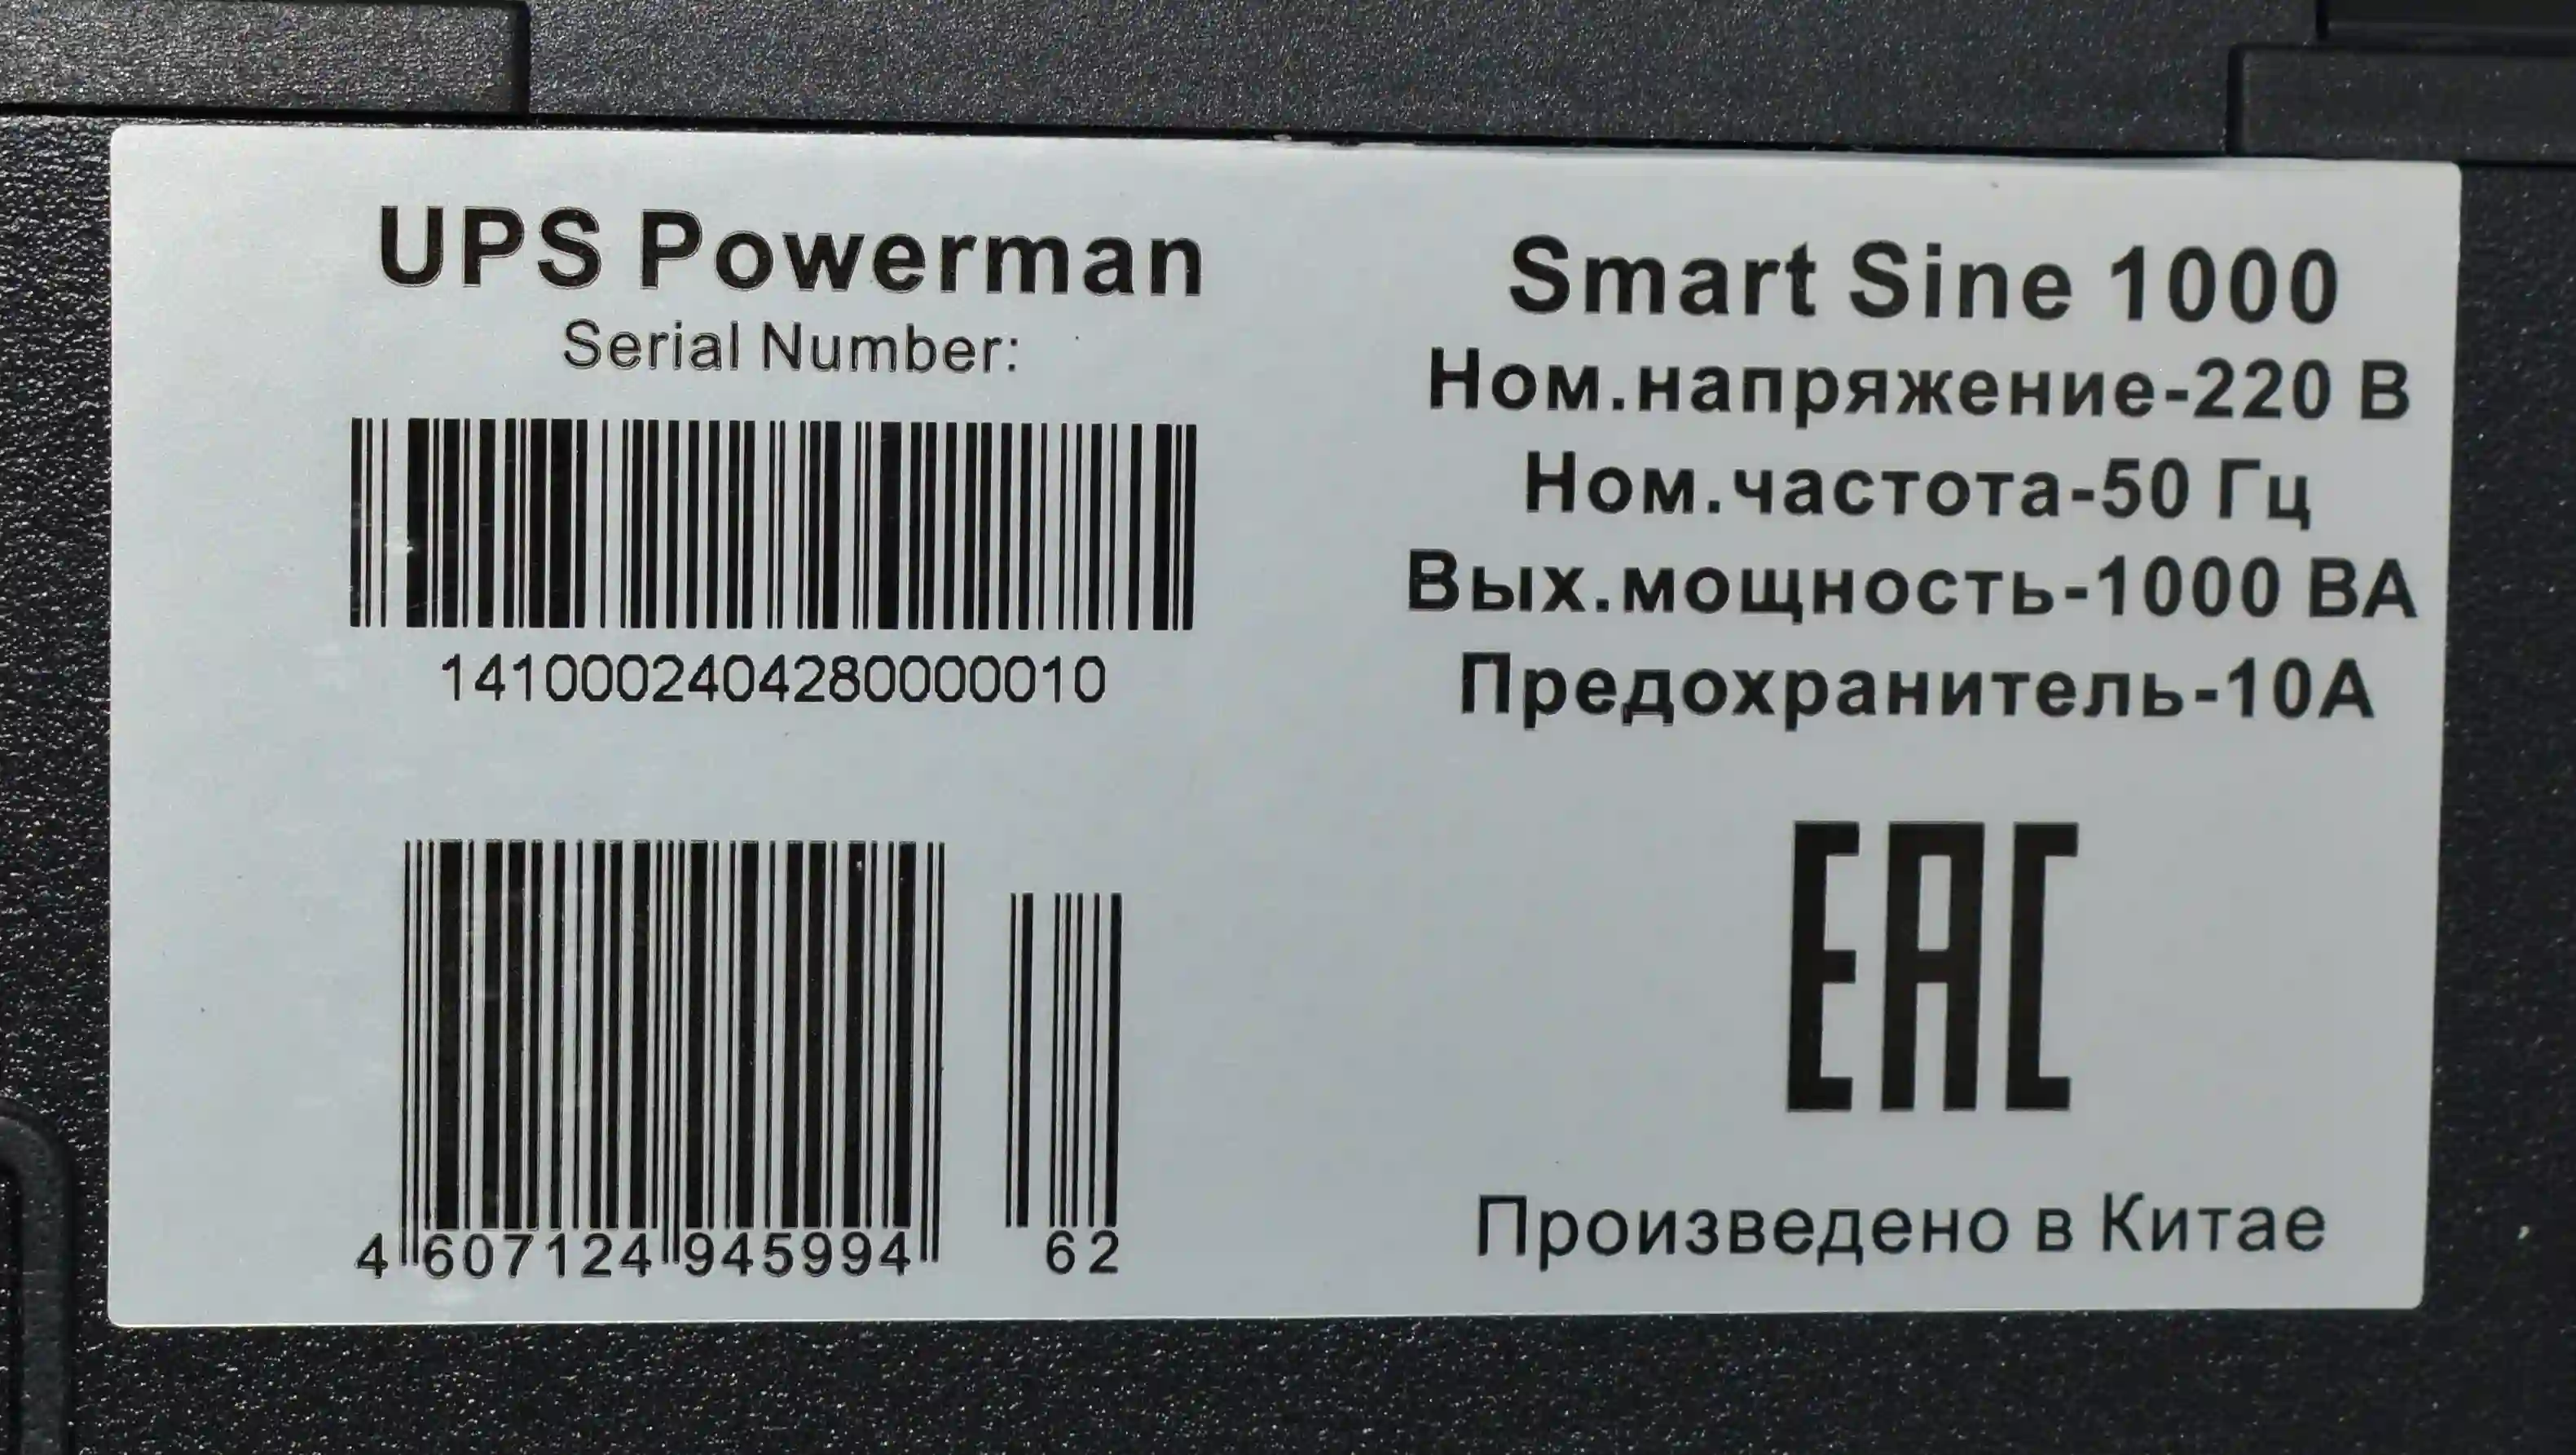 UPS Powerman
Serial Number:
1410002404280000010
4 607124 945994 62
Smart Sine 1000
Ном.напряжение-220 В
Ном.частота-50 Гц
Вых.мощность-1000 ВА
Предохранитель-10А
EAC
Произведено в Китае